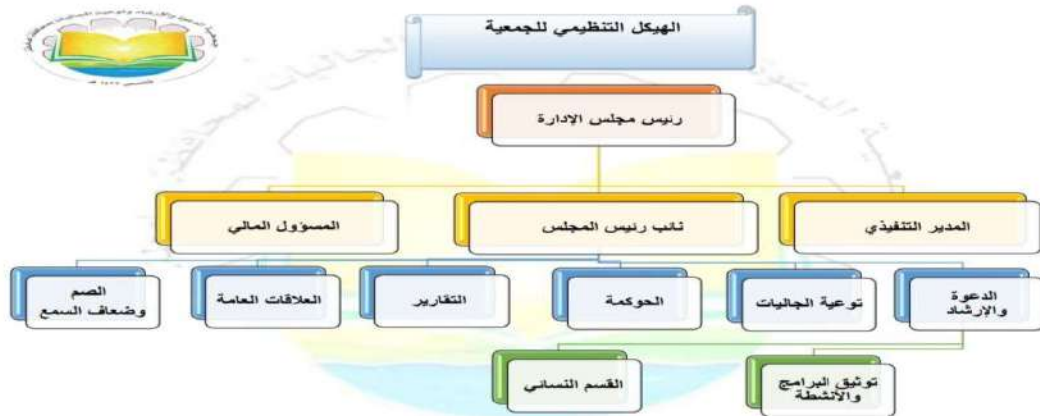 الهيكل التنظيمي للجمعية
رئيس مجلس الإدارة
المدير التنفيذي
نائب رئيس المجلس
المسؤول المالي
الدعوة
والإرشاد
توعية الجاليات
الحوكمة
التقارير
العلاقات العامة
الصم
وضعاف السمع
توثيق البرامج
والأنشطة
القسم النسائي